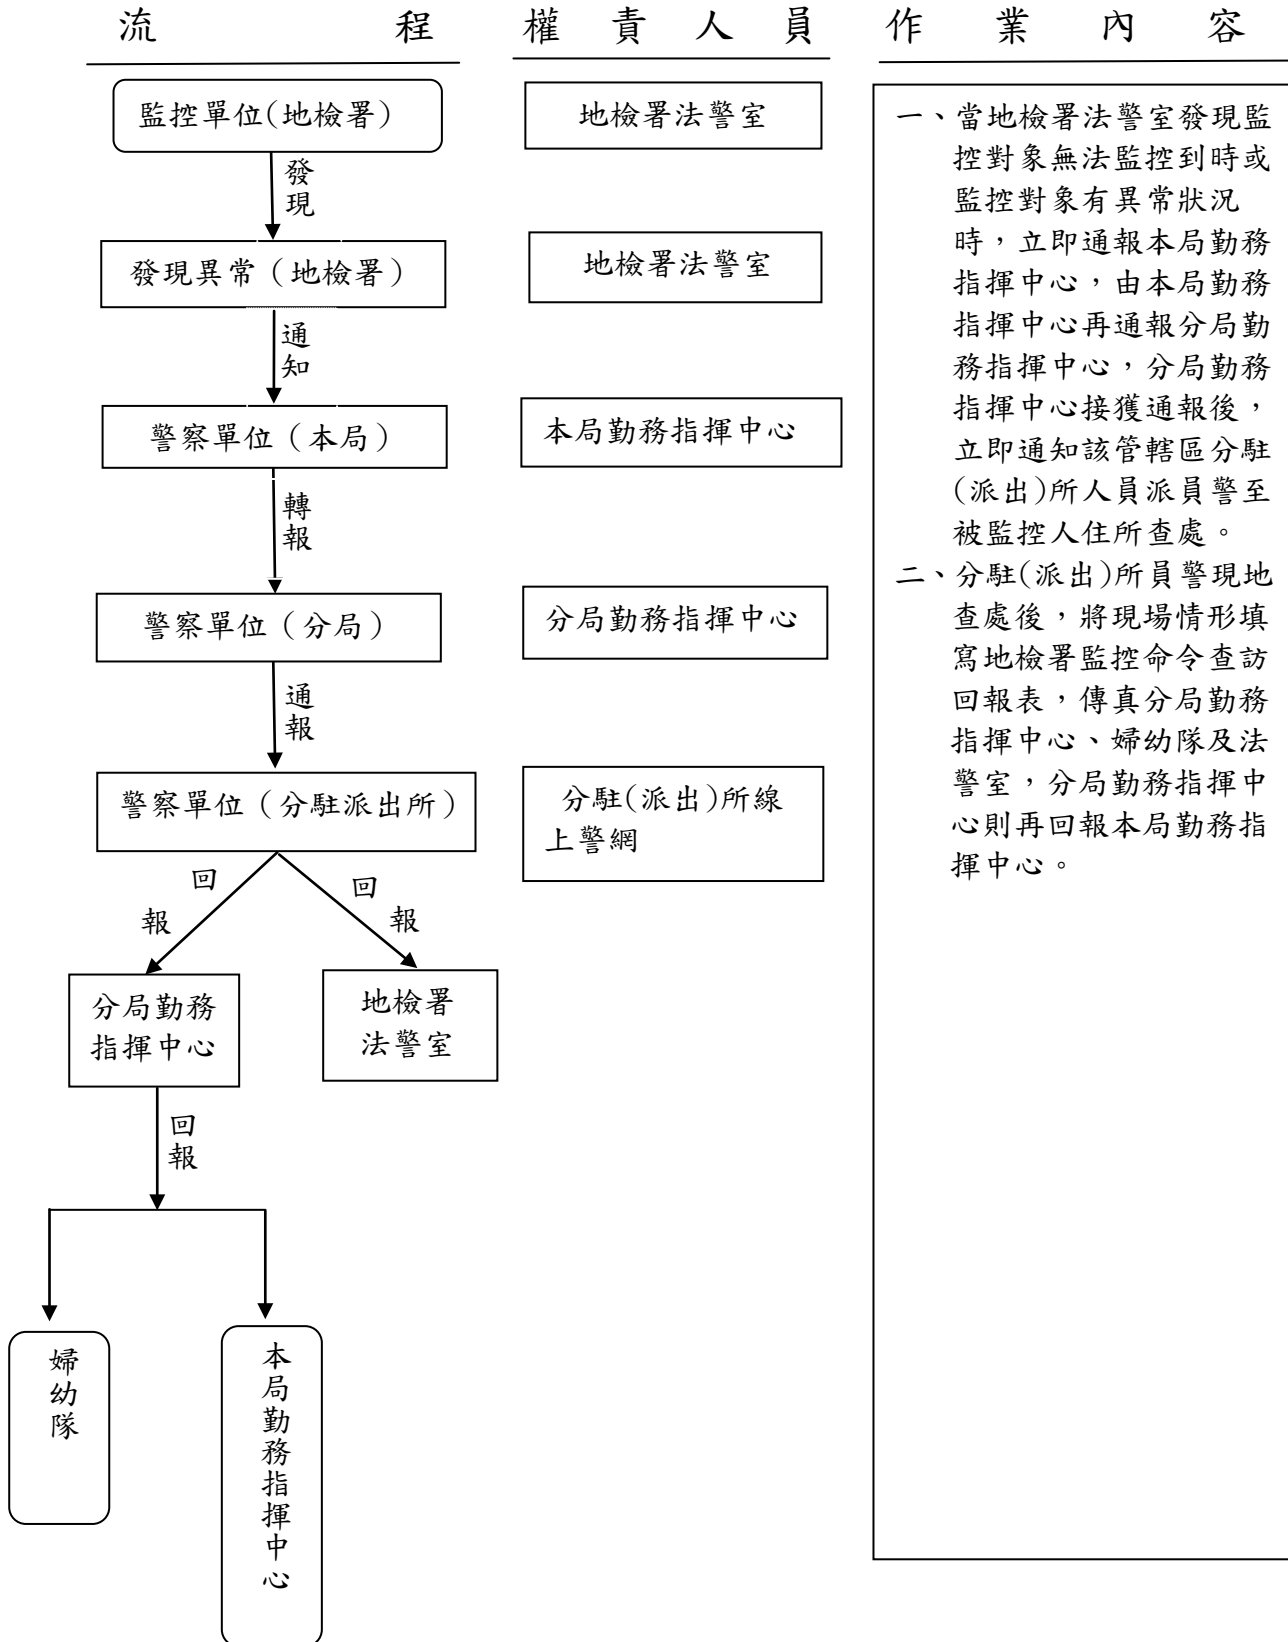 流程
權責人員
作業內容
監控單位(地檢署)
發現
發現異常（地檢署）
通知
警察單位（本局）
轉報
警察單位（分局）
通報
警察單位（分駐派出所）
回報
回報
分局勤務
指揮中心
地檢署
法警室
回報
婦幼隊
本局勤務指揮中心
地檢署法警室
地檢署法警室
本局勤務指揮中心
分局勤務指揮中心
分駐(派出)所線
上警網
一、當地檢署法警室發現監
控對象無法監控到時或
監控對象有異常狀況
時，立即通報本局勤務
指揮中心，由本局勤務
指揮中心再通報分局勤
務指揮中心，分局勤務
指揮中心接獲通報後，
立即通知該管轄區分駐
(派出)所人員派員警至
被監控人住所查處。
二、分駐(派出)所員警現地
查處後，將現場情形填
寫地檢署監控命令查訪
回報表，傳真分局勤務
指揮中心、婦幼隊及法
警室，分局勤務指揮中
心則再回報本局勤務指
揮中心。